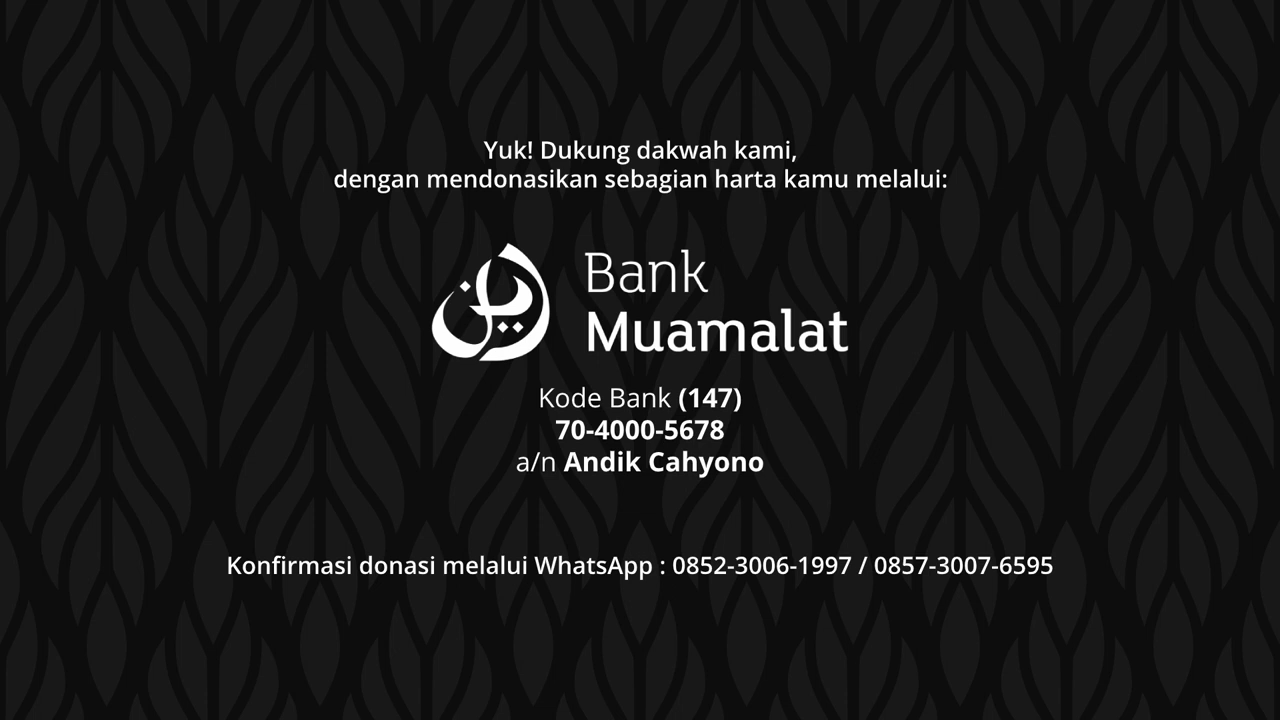 Yuk! Dukung dakwah kami,
dengan mendonasikan sebagian harta kamu melalui:
Bank
Muamalat
Kode Bank (147)
70-4000-5678
a/n Andik Cahyono
Konfirmasi donasi melalui WhatsApp : 0852-3006-1997 / 0857-3007-6595